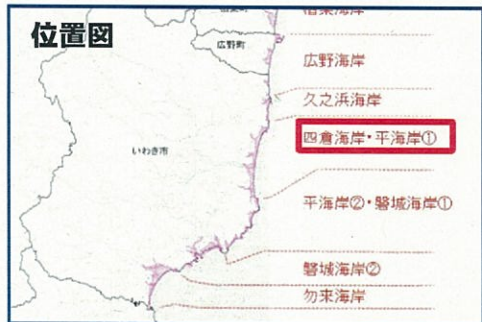 位置図
広野町
広野海岸
久之浜海岸
四倉海岸・平海岸①
いわき市
平海岸②・磐城海岸①
磐城海岸②
勿来海岸